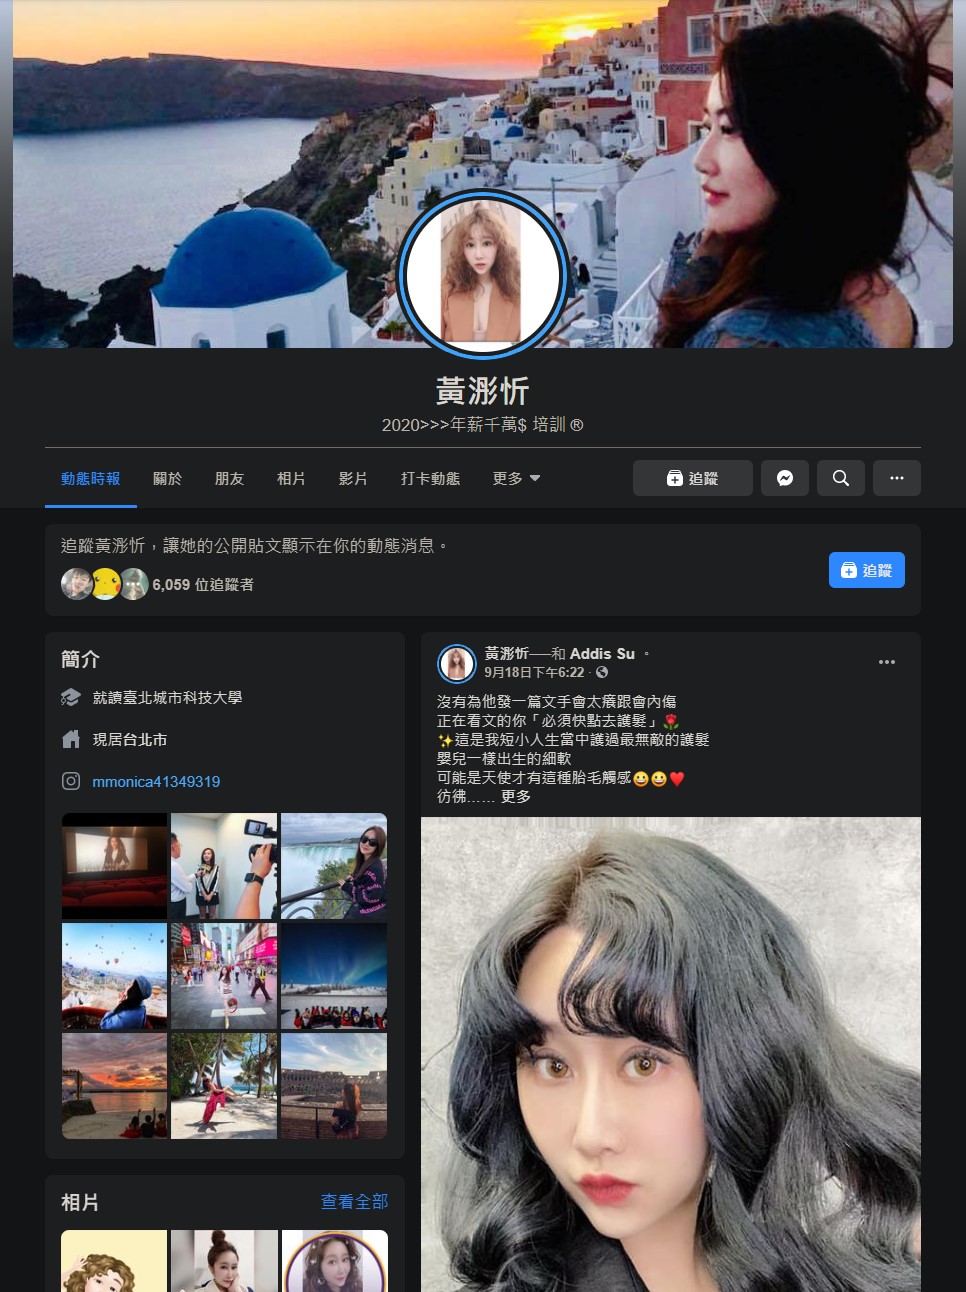 黃浵忻
2020>>>年薪千萬$ 培訓 ®
動態時報 關於 朋友 相片 影片 打卡動態 更多 追蹤
追蹤黃浵忻，讓她的公開貼文顯示在你的動態消息。
6,059 位追蹤者
追蹤
簡介
就讀臺北城市科技大學
現居台北市
mmonica41349319
相片 查看全部
黃浵忻──和 Addis Su 。
9月18日下午6:22 ·
沒有為他發一篇文手會太癢跟會內傷
正在看文的你「必須快點去護髮」🌹
✨這是我短小人生當中護過最無敵的護髮
嬰兒一樣出生的細軟
可能是天使才有這種胎毛觸感😀😀❤️
彷彿…… 更多